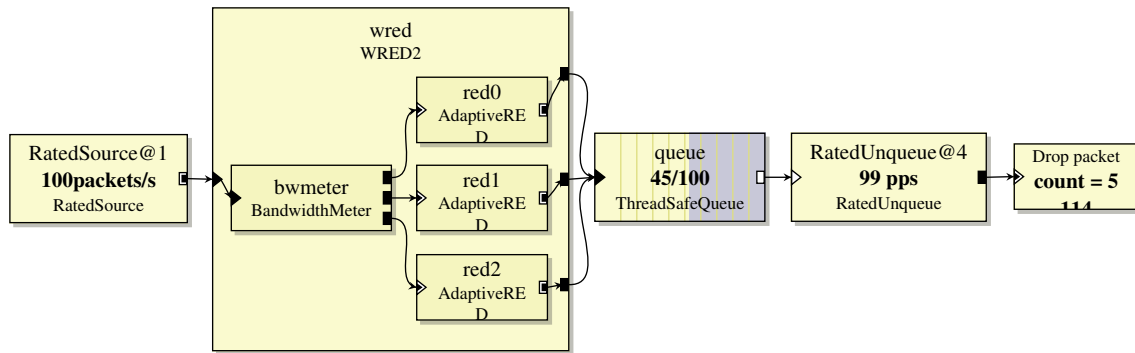 wred
WRED2
RatedSource@1
100packets/s
RatedSource
bwmeter
BandwidthMeter
red0
AdaptiveRE
D
red1
AdaptiveRE
D
red2
AdaptiveRE
D
queue
45/100
ThreadSafeQueue
RatedUnqueue@4
99 pps
RatedUnqueue
Drop packet
count = 5
114